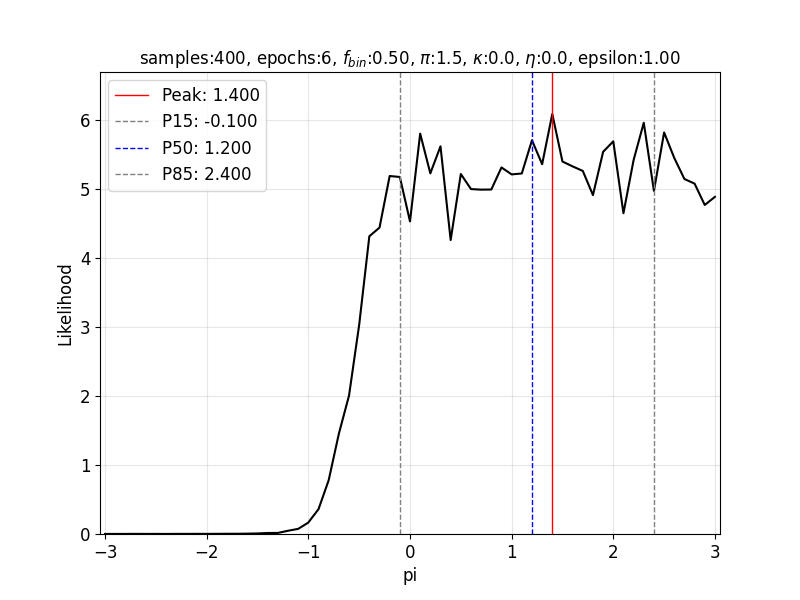 samples:400, epochs:6, f_bin:0.50, π:1.5, κ:0.0, η:0.0, epsilon:1.00
Peak: 1.400
P15: -0.100
P50: 1.200
P85: 2.400
Likelihood
6
5
4
3
2
1
0
−3 −2 −1 0 1 2 3
pi